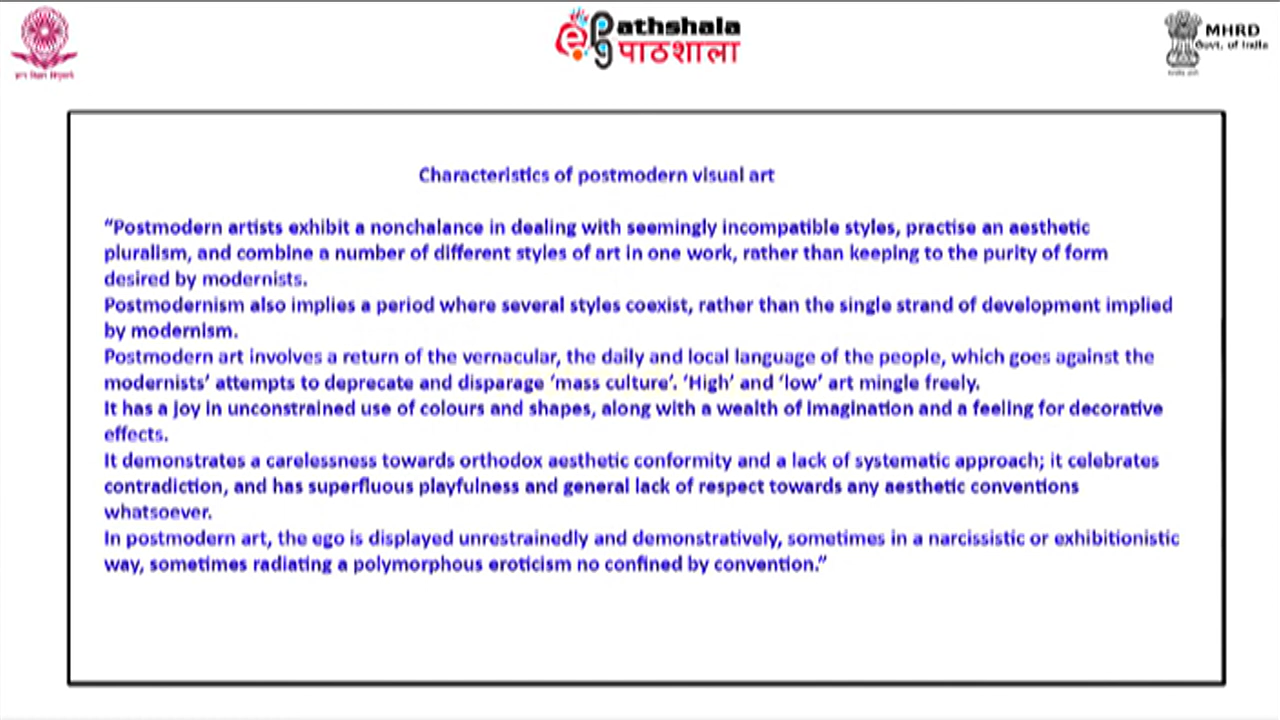 ePathshala
पाठशाला
MHRD
Govt. of India
Characteristics of postmodern visual art
“Postmodern artists exhibit a nonchalance in dealing with seemingly incompatible styles, practise an aesthetic
pluralism, and combine a number of different styles of art in one work, rather than keeping to the purity of form
desired by modernists.
Postmodernism also implies a period where several styles coexist, rather than the single strand of development implied
by modernism.
Postmodern art involves a return of the vernacular, the daily and local language of the people, which goes against the
modernists’ attempts to deprecate and disparage ‘mass culture’. ‘High’ and ‘low’ art mingle freely.
It has a joy in unconstrained use of colours and shapes, along with a wealth of imagination and a feeling for decorative
effects.
It demonstrates a carelessness towards orthodox aesthetic conformity and a lack of systematic approach; it celebrates
contradiction, and has superfluous playfulness and general lack of respect towards any aesthetic conventions
whatsoever.
In postmodern art, the ego is displayed unrestrainedly and demonstratively, sometimes in a narcissistic or exhibitionistic
way, sometimes radiating a polymorphous eroticism no confined by convention.”